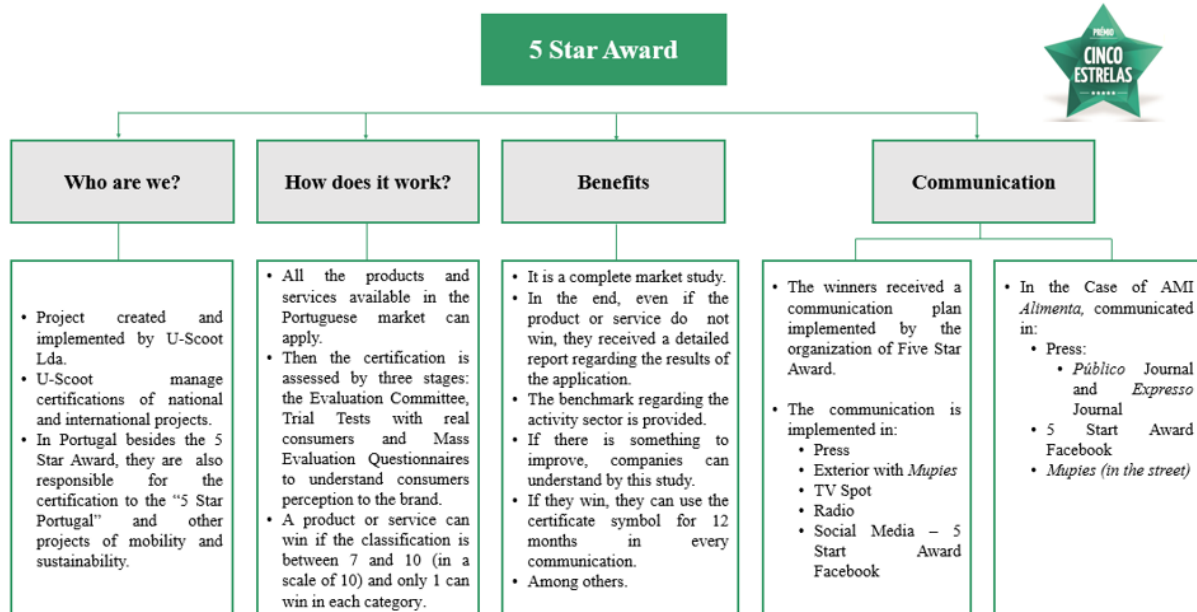 5 Star Award
PRÉMIO
CINCO
ESTRELAS
Who are we?
How does it work?
Benefits
Communication
• Project created and
implemented by U-Scoot
Lda.
• U-Scoot manage
certifications of national
and international projects.
• In Portugal besides the 5
Star Award, they are also
responsible for the
certification to the “5 Star
Portugal” and other
projects of mobility and
sustainability.
• All the products and
services available in the
Portuguese market can
apply.
• Then the certification is
assessed by three stages:
the Evaluation Committee,
Trial Tests with real
consumers and Mass
Evaluation Questionnaires
to understand consumers
perception to the brand.
• A product or service can
win if the classification is
between 7 and 10 (in a
scale of 10) and only 1 can
win in each category.
• It is a complete market study.
• In the end, even if the
product or service do not
win, they received a detailed
report regarding the results of
the application.
• The benchmark regarding the
activity sector is provided.
• If there is something to
improve, companies can
understand by this study.
• If they win, they can use the
certificate symbol for 12
months in every
communication.
• Among others.
• The winners received a
communication plan
implemented by the
organization of Five Star
Award.
• The communication is
implemented in:
• Press
• Exterior with Mupies
• TV Spot
• Radio
• Social Media – 5
Start Award
Facebook
• In the Case of AMI
Alimenta, communicated
in:
• Press:
• Público Journal
and Expresso
Journal
• 5 Start Award
Facebook
• Mupies (in the street)